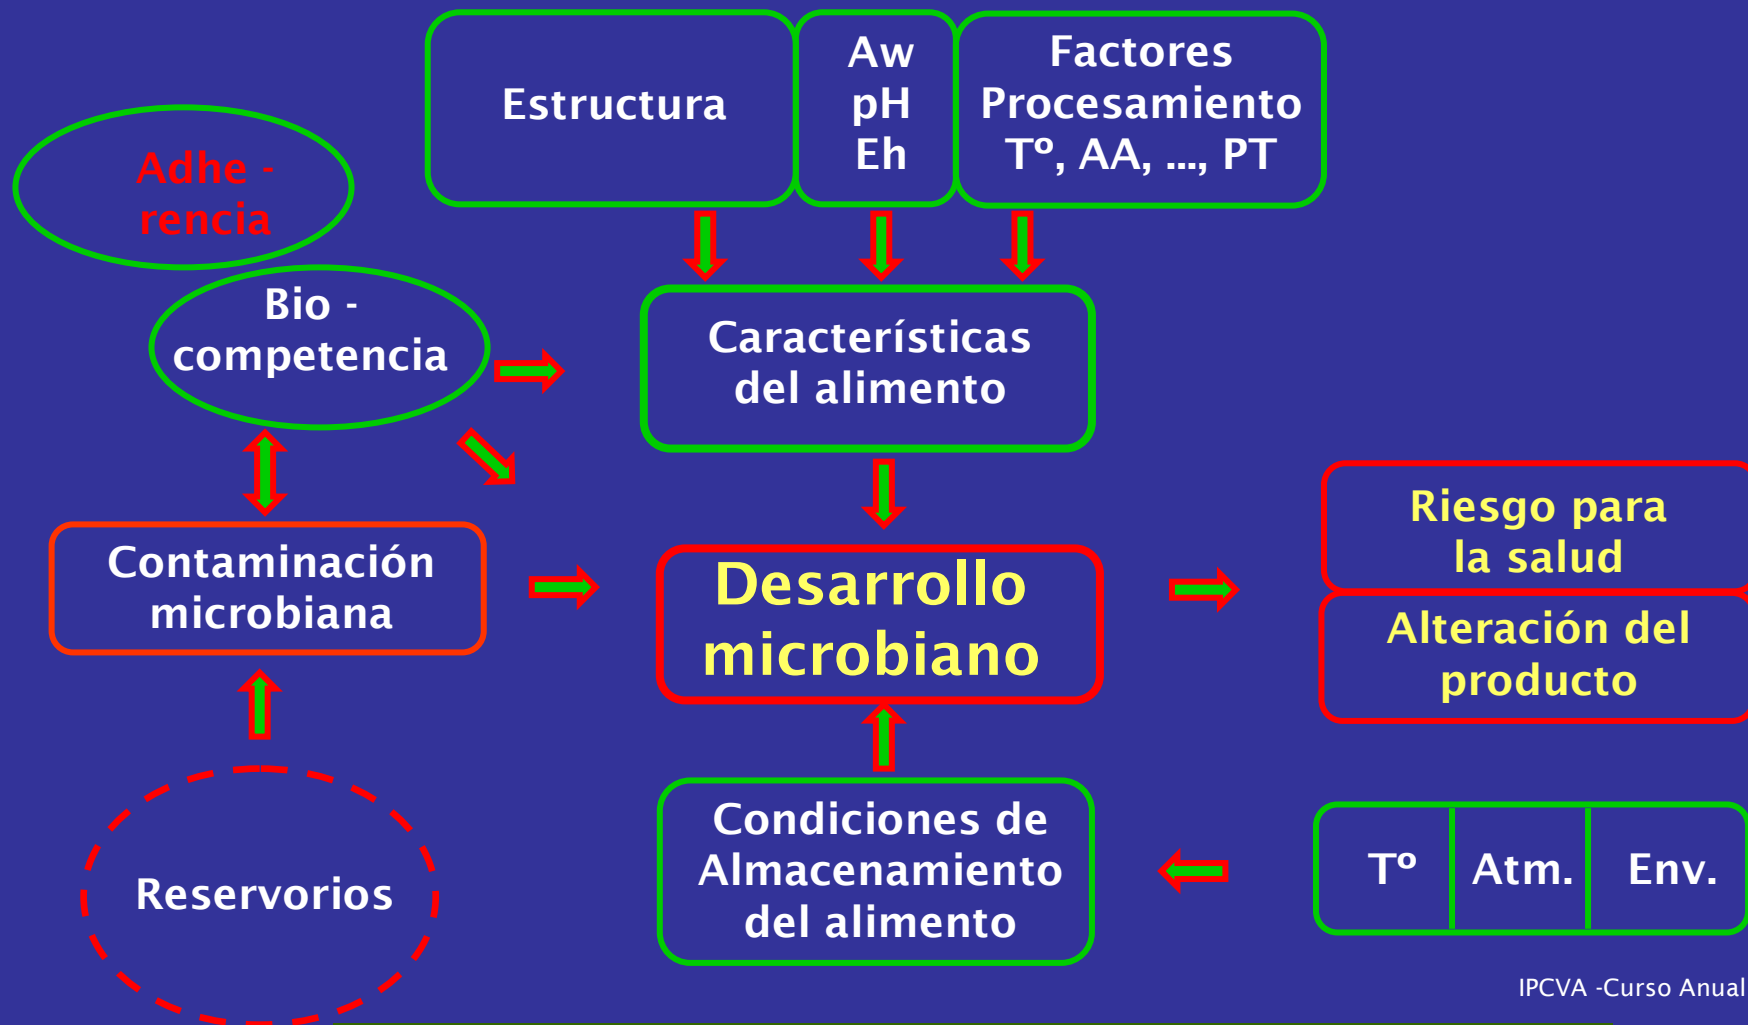 Estructura
Aw
pH
Eh
Factores
Procesamiento
Tº, AA, ..., PT
Adhe -
rencia
Bio -
competencia
Características
del alimento
Contaminación
microbiana
Desarrollo
microbiano
Riesgo para
la salud
Alteración del
producto
Reservorios
Condiciones de
Almacenamiento
del alimento
Tº
Atm.
Env.
IPCVA -Curso Anual